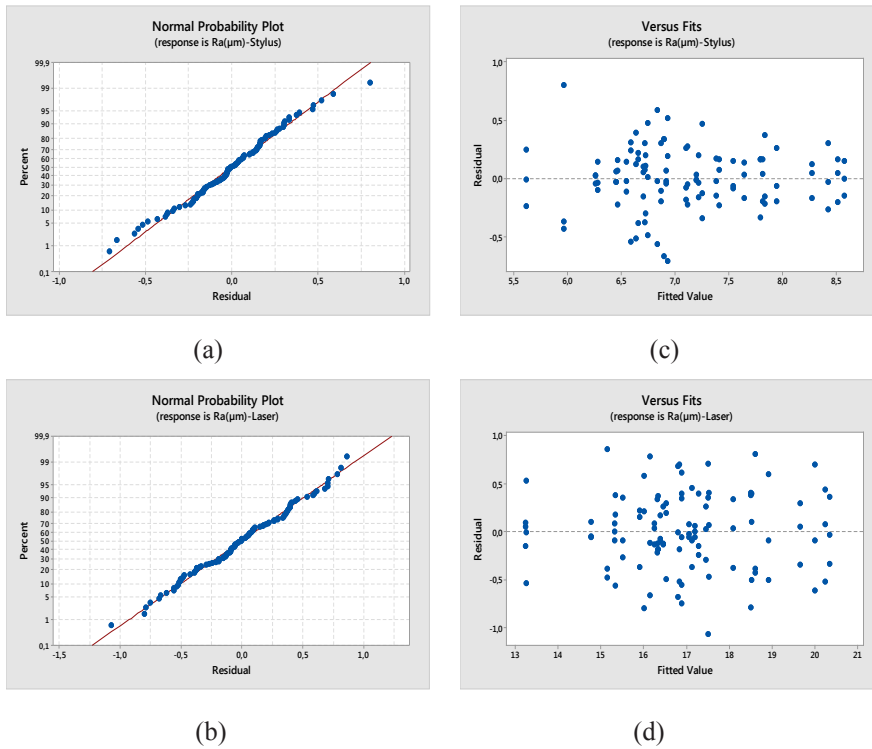 Normal Probability Plot
(response is Ra(µm)-Stylus)
99,9
99
95
90
80
70
60
50
40
30
20
10
5
1
0,1
Percent
-1,0 -0,5 0,0 0,5 1,0
Residual
(a)
Versus Fits
(response is Ra(µm)-Stylus)
1,0
0,5
0,0
-0,5
Residual
5,5 6,0 6,5 7,0 7,5 8,0 8,5
Fitted Value
(c)
Normal Probability Plot
(response is Ra(µm)-Laser)
99,9
99
95
90
80
70
60
50
40
30
20
10
5
1
0,1
Percent
-1,5 -1,0 -0,5 0,0 0,5 1,0
Residual
(b)
Versus Fits
(response is Ra(µm)-Laser)
1,0
0,5
0,0
-0,5
-1,0
Residual
13 14 15 16 17 18 19 20 21
Fitted Value
(d)